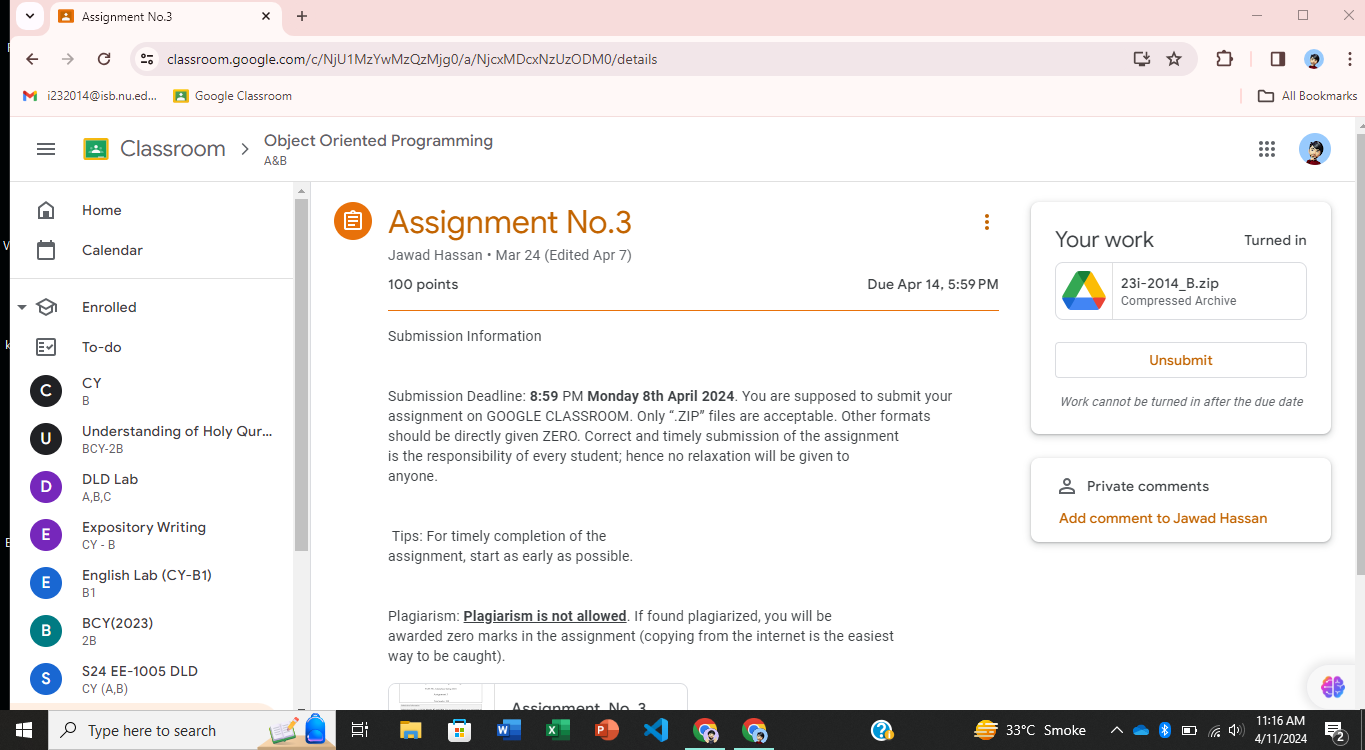 Assignment No.3
classroom.google.com/c/NjU1MzYwMzQzMjg0/a/NjcxMDcxNzUzODM0/details
i232014@isb.nu.ed...
Google Classroom
All Bookmarks
Classroom
Object Oriented Programming
A&B
Home
Calendar
Enrolled
To-do
C
CY
B
U
Understanding of Holy Qur...
BCY-2B
D
DLD Lab
A,B,C
E
Expository Writing
CY - B
E
English Lab (CY-B1)
B1
B
BCY(2023)
2B
S
S24 EE-1005 DLD
CY (A,B)
Assignment No.3
Jawad Hassan • Mar 24 (Edited Apr 7)
100 points
Due Apr 14, 5:59 PM
Submission Information
Submission Deadline: 8:59 PM Monday 8th April 2024. You are supposed to submit your
assignment on GOOGLE CLASSROOM. Only “.ZIP” files are acceptable. Other formats
should be directly given ZERO. Correct and timely submission of the assignment
is the responsibility of every student; hence no relaxation will be given to
anyone.
Tips: For timely completion of the
assignment, start as early as possible.
Plagiarism: Plagiarism is not allowed. If found plagiarized, you will be
awarded zero marks in the assignment (copying from the internet is the easiest
way to be caught).
Assignment No.3
Your work
Turned in
23i-2014_B.zip
Compressed Archive
Unsubmit
Work cannot be turned in after the due date
Private comments
Add comment to Jawad Hassan
Type here to search
33°C Smoke
11:16 AM
4/11/2024
2